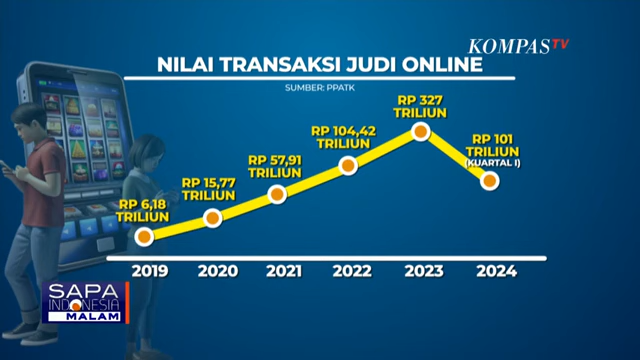 KOMPASTV
NILAI TRANSAKSI JUDI ONLINE
SUMBER: PPATK
RP 6,18
TRILIUN
RP 15,77
TRILIUN
RP 57,91
TRILIUN
RP 104,42
TRILIUN
RP 327
TRILIUN
RP 101
TRILIUN
(KUARTAL I)
2019
2020
2021
2022
2023
2024
SAPA
INDONESIA
MALAM